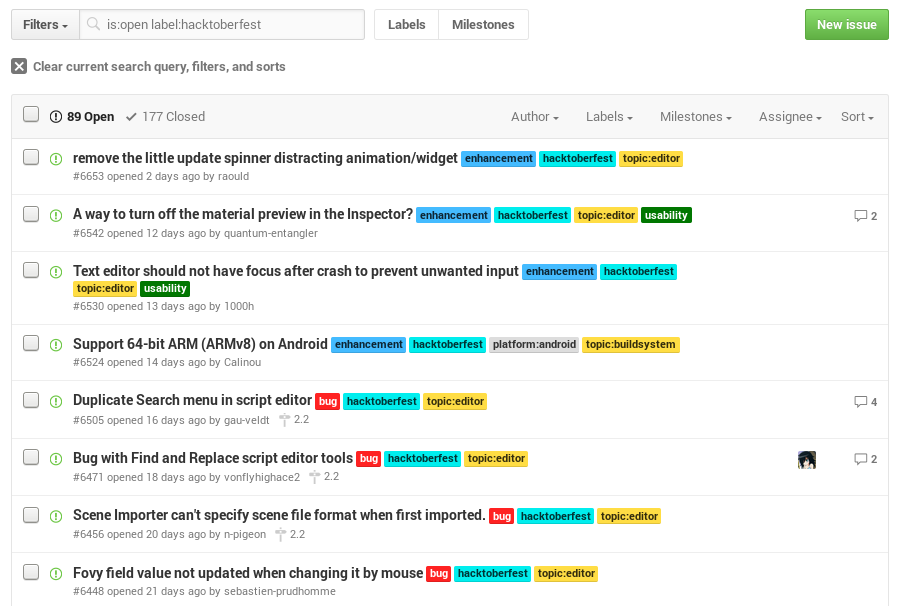 Filters is:open label:hacktoberfest Labels Milestones New issue
Clear current search query, filters, and sorts
89 Open 177 Closed Author Labels Milestones Assignee Sort
remove the little update spinner distracting animation/widget enhancement hacktoberfest topic:editor
#6653 opened 2 days ago by raould
A way to turn off the material preview in the Inspector? enhancement hacktoberfest topic:editor usability 2
#6542 opened 12 days ago by quantum-entangler
Text editor should not have focus after crash to prevent unwanted input enhancement hacktoberfest
topic:editor usability
#6530 opened 13 days ago by 1000h
Support 64-bit ARM (ARMv8) on Android enhancement hacktoberfest platform:android topic:buildsystem
#6524 opened 14 days ago by Calinou
Duplicate Search menu in script editor bug hacktoberfest topic:editor 4
#6505 opened 16 days ago by gau-veldt 2.2
Bug with Find and Replace script editor tools bug hacktoberfest topic:editor 2
#6471 opened 18 days ago by vonflyhighace2 2.2
Scene Importer can't specify scene file format when first imported. bug hacktoberfest topic:editor
#6456 opened 20 days ago by n-pigeon 2.2
Fovy field value not updated when changing it by mouse bug hacktoberfest topic:editor
#6448 opened 21 days ago by sebastien-prudhomme